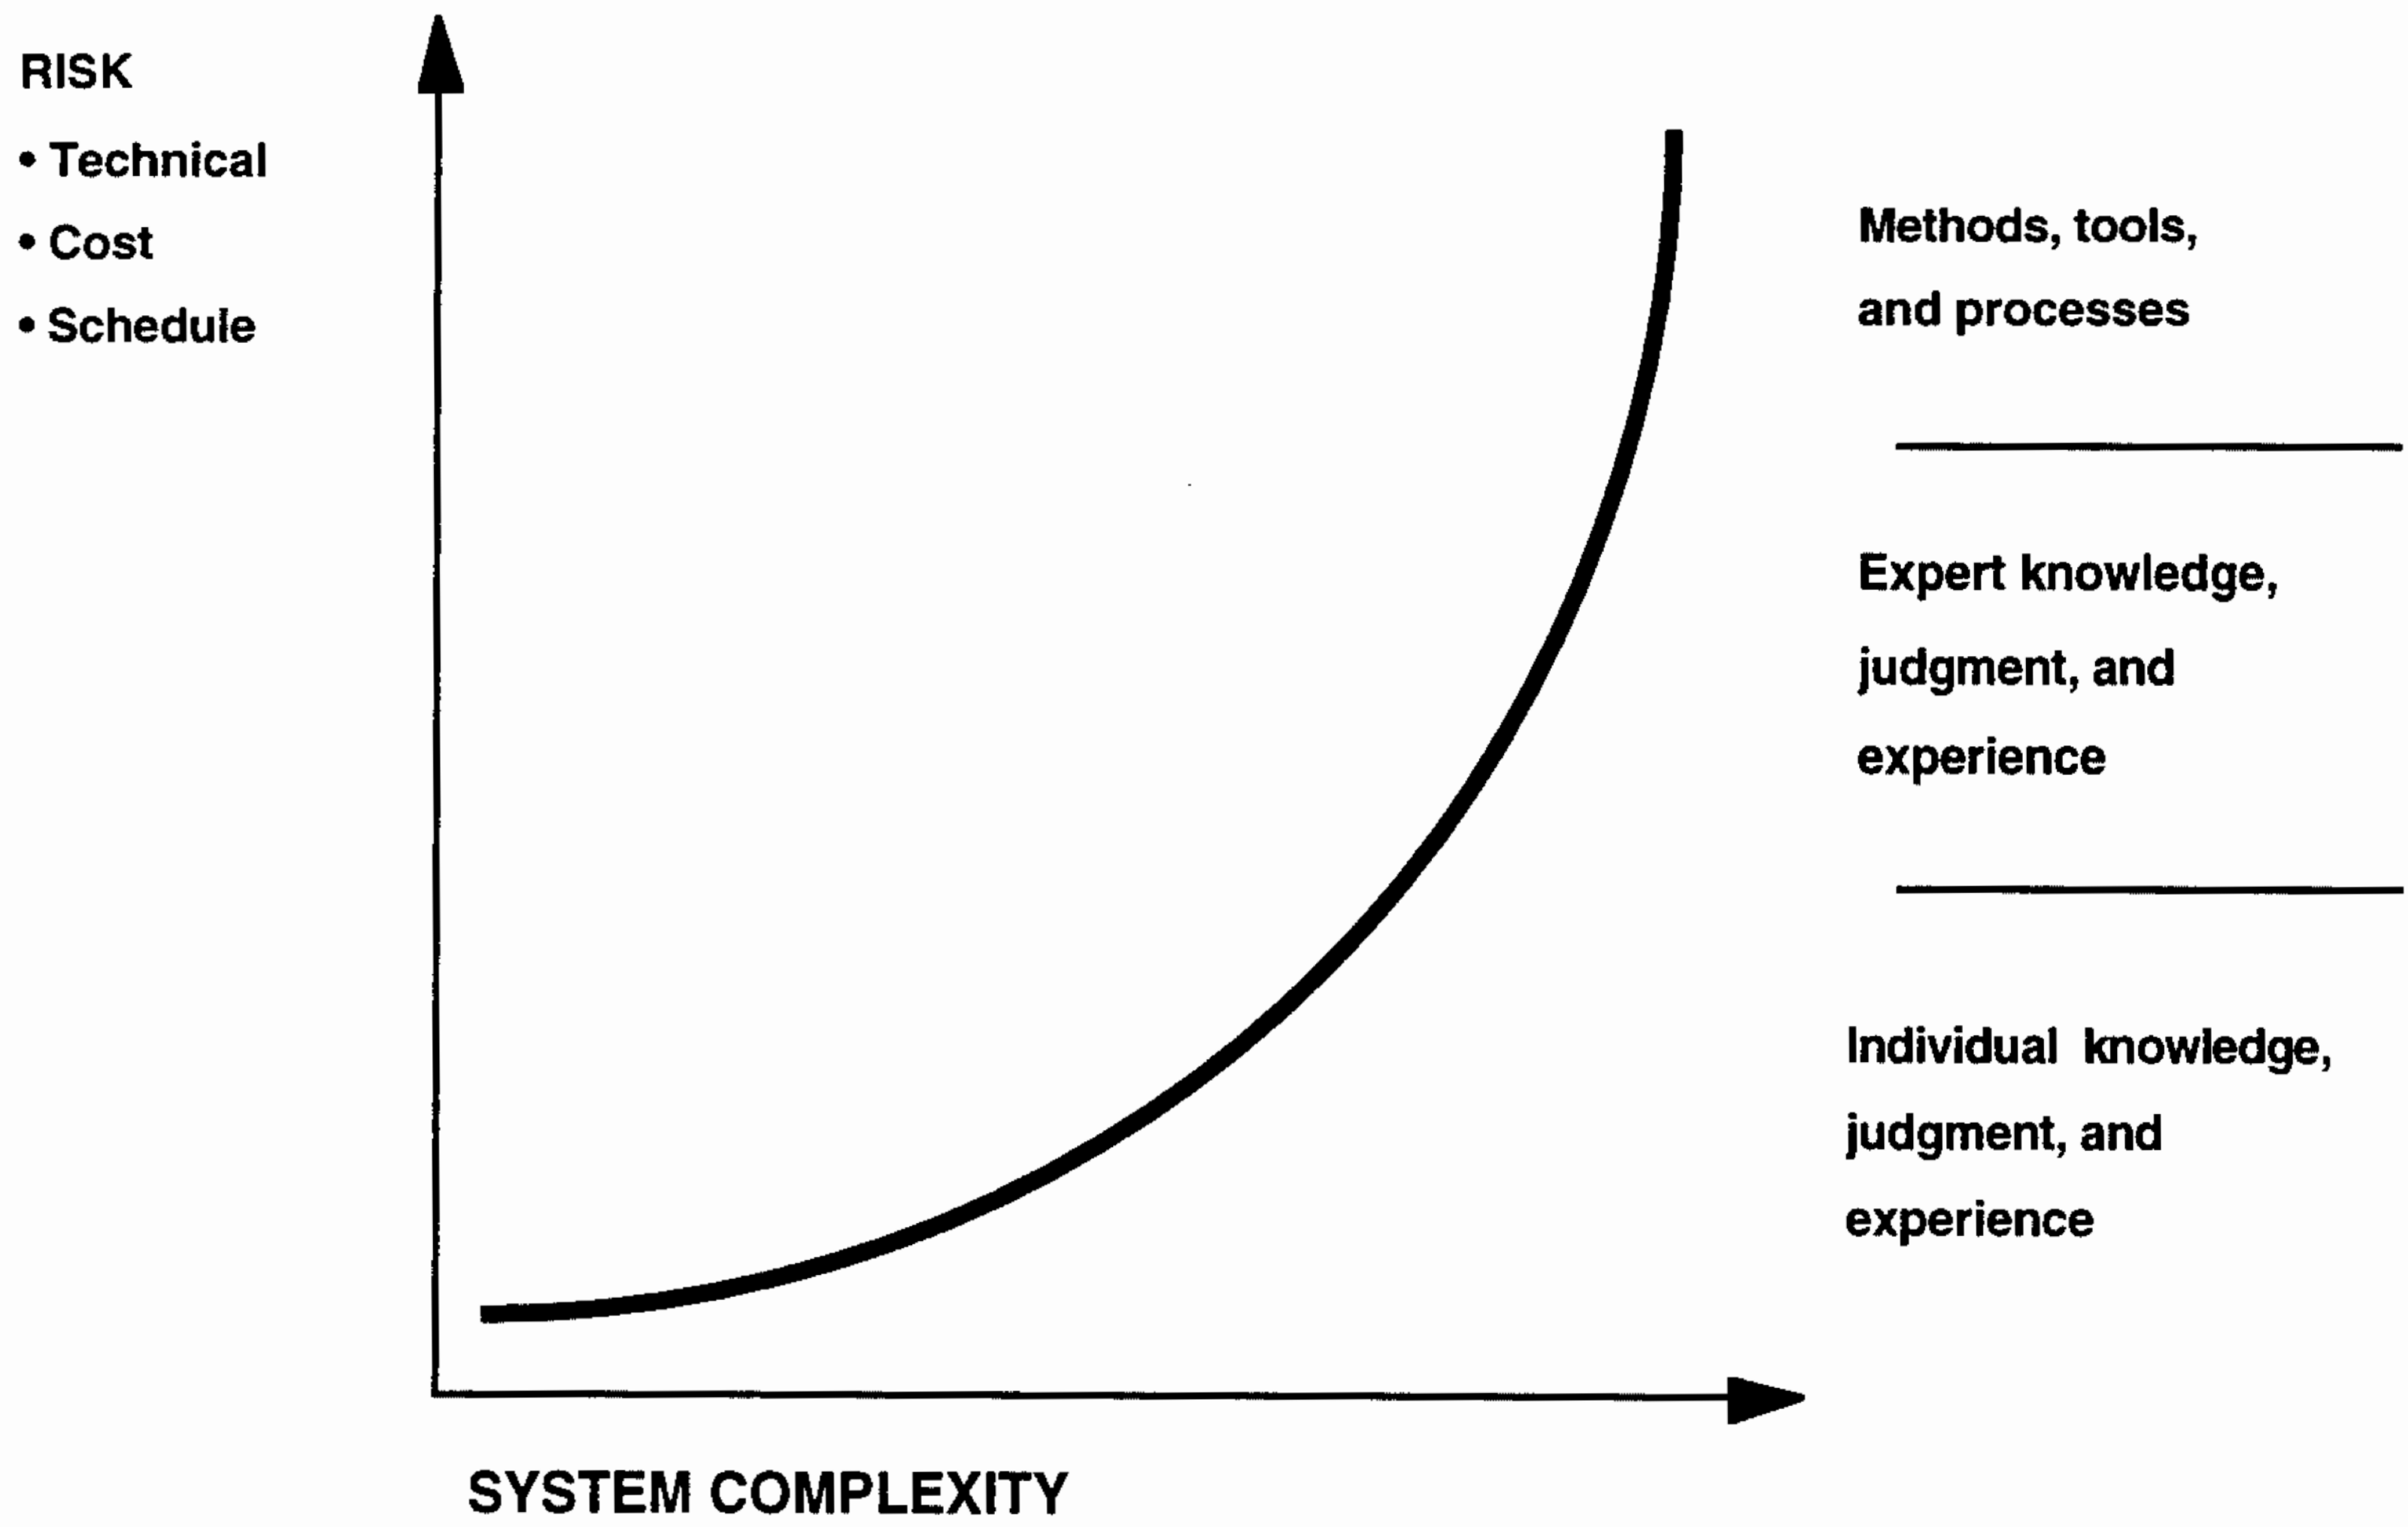 RISK
• Technical
• Cost
• Schedule
Methods, tools,
and processes
Expert knowledge,
judgment, and
experience
Individual knowledge,
judgment, and
experience
SYSTEM COMPLEXITY